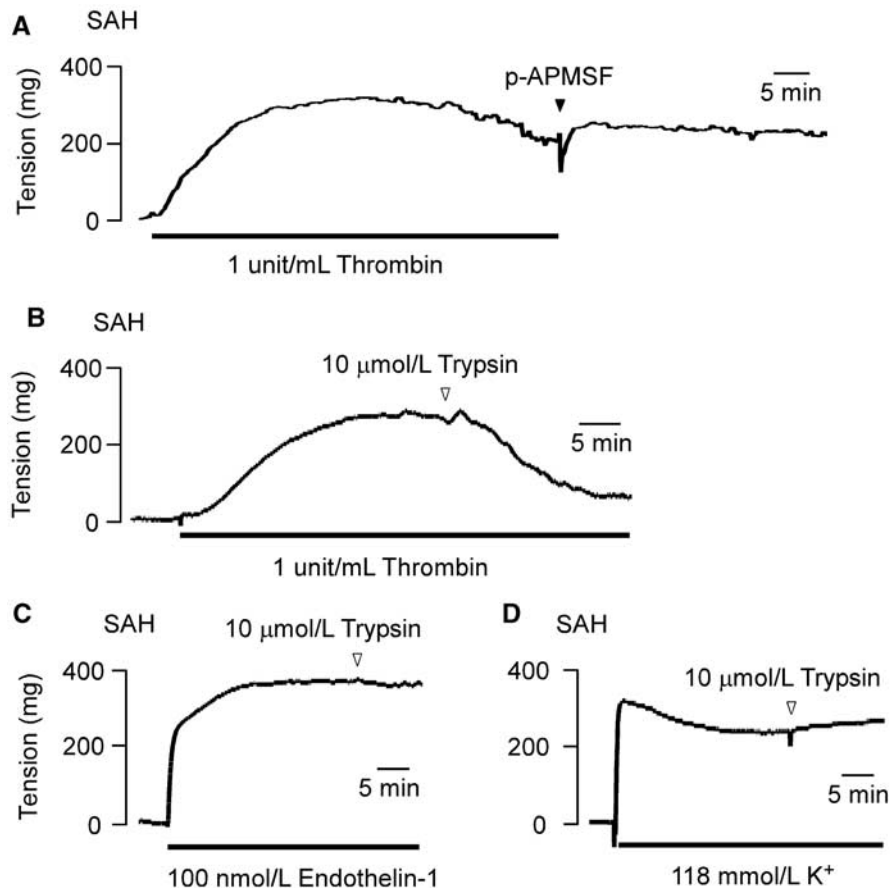 A
SAH
Tension (mg)
400
200
0
p-APMSF
5 min
1 unit/mL Thrombin
B
SAH
Tension (mg)
400
200
0
10 μmol/L Trypsin
5 min
1 unit/mL Thrombin
C
SAH
Tension (mg)
400
200
0
10 μmol/L Trypsin
5 min
100 nmol/L Endothelin-1
D
SAH
400
200
0
10 μmol/L Trypsin
5 min
118 mmol/L K⁺